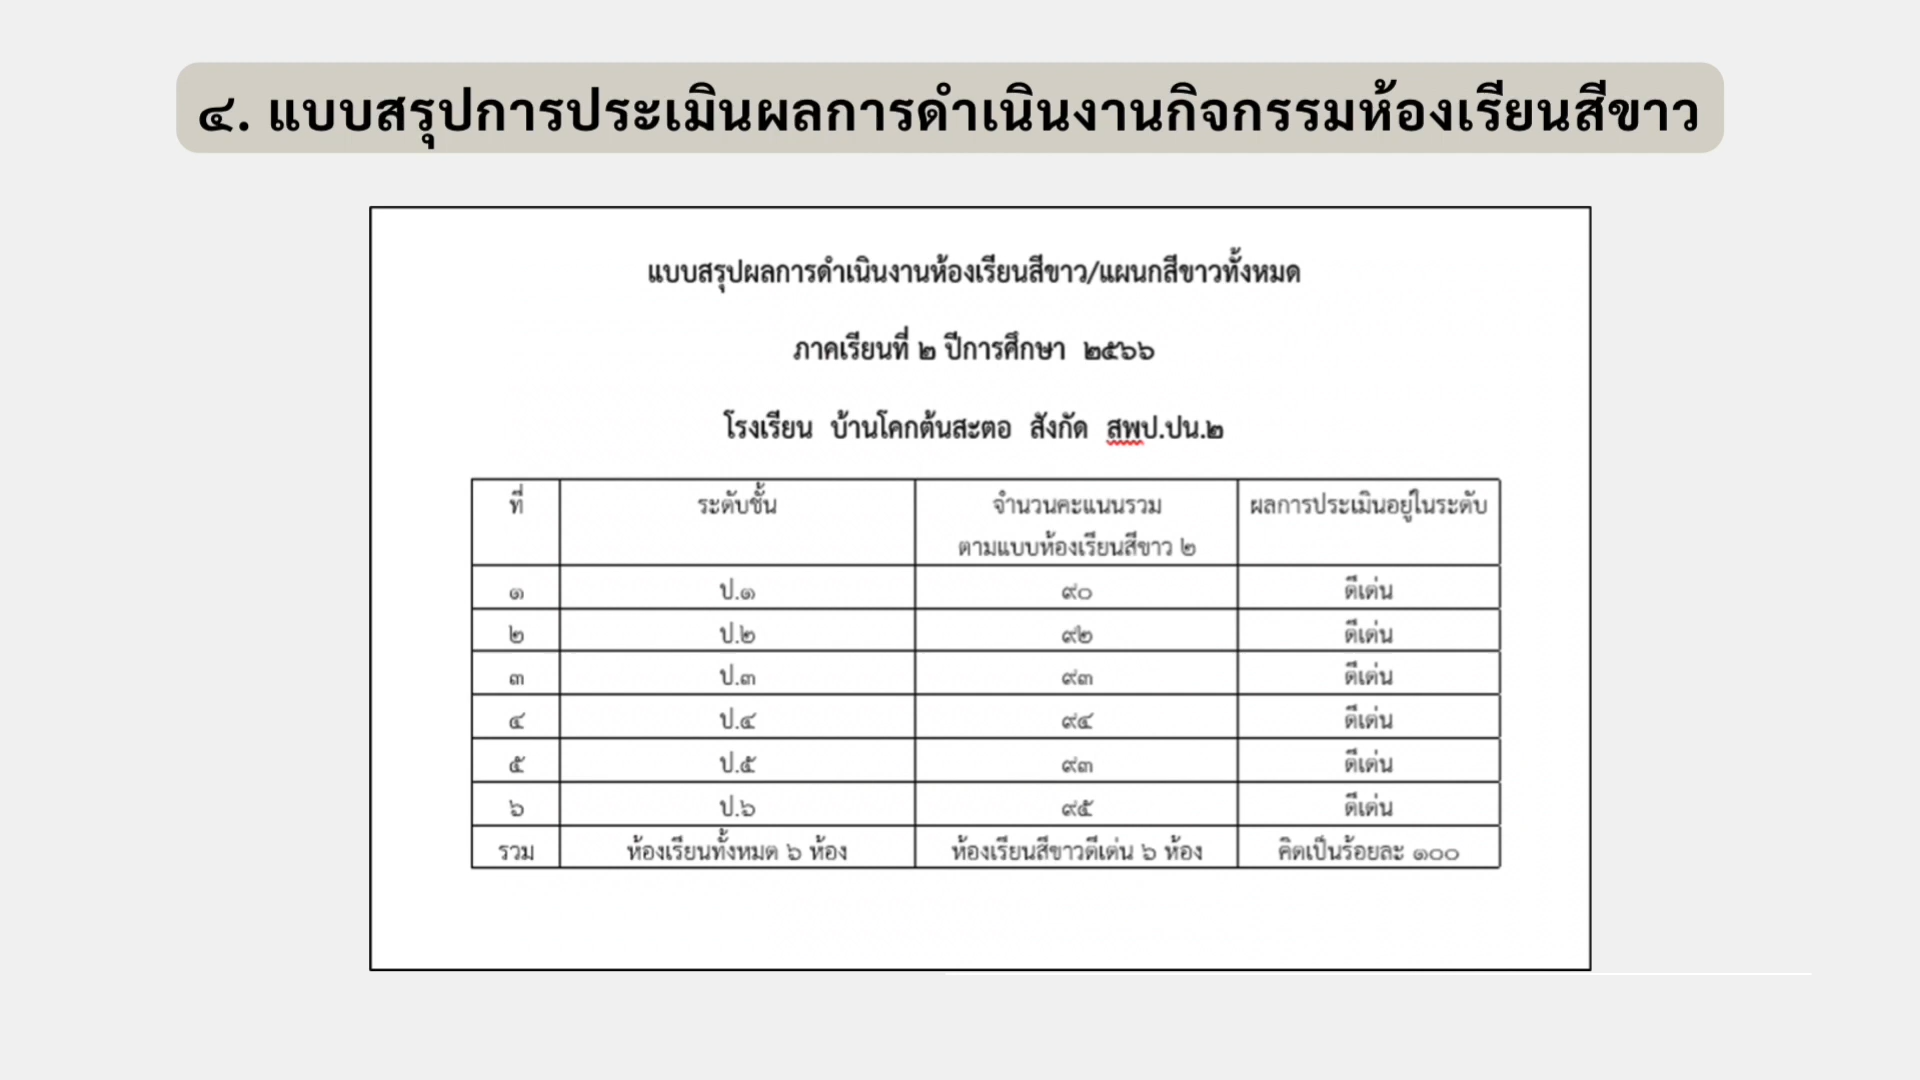 ๔. แบบสรุปการประเมินผลการดำเนินงานกิจกรรมห้องเรียนสีขาว
แบบสรุปผลการดำเนินงานห้องเรียนสีขาว/แผนกสีขาวทั้งหมด
ภาคเรียนที่ ๒ ปีการศึกษา ๒๕๖๖
โรงเรียน บ้านโคกต้นสะตอ สังกัด สพป.ปน.๒
ที่ ระดับชั้น จำนวนคะแนนรวม ผลการประเมินอยู่ในระดับ
ตามแบบห้องเรียนสีขาว ๒
๑ ป.๑ ๙๐ ดีเด่น
๒ ป.๒ ๙๒ ดีเด่น
๓ ป.๓ ๙๓ ดีเด่น
๔ ป.๔ ๙๔ ดีเด่น
๕ ป.๕ ๙๓ ดีเด่น
๖ ป.๖ ๙๕ ดีเด่น
รวม ห้องเรียนทั้งหมด ๖ ห้อง ห้องเรียนสีขาวดีเด่น ๖ ห้อง คิดเป็นร้อยละ ๑๐๐